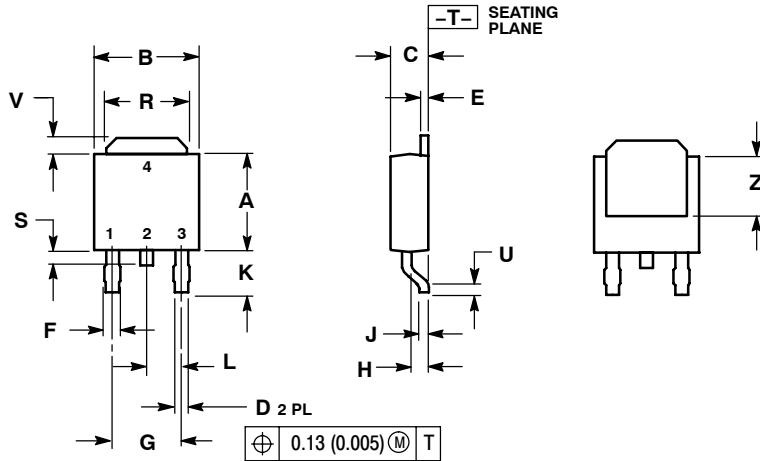 –T–
SEATING
PLANE
B
C
V
R
E
4
Z
A
S
1 2 3
U
K
F
J
L
H
D 2 PL
G
⌖ 0.13 (0.005) Ⓜ T